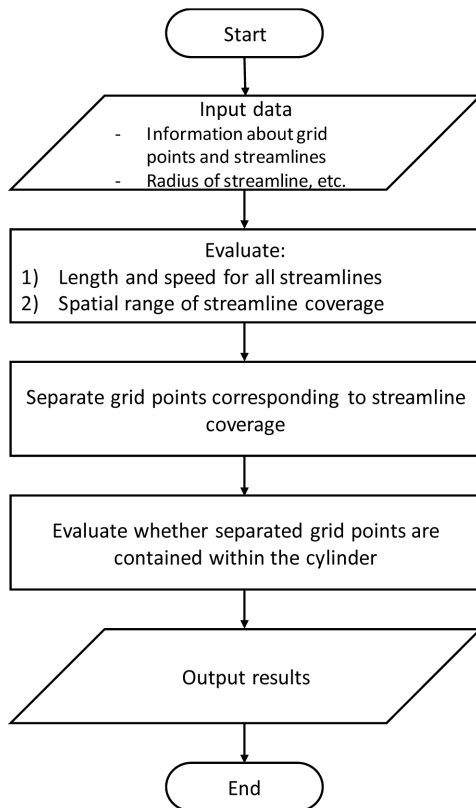 Start
Input data
- Information about grid
points and streamlines
- Radius of streamline, etc.
Evaluate:
1) Length and speed for all streamlines
2) Spatial range of streamline coverage
Separate grid points corresponding to streamline
coverage
Evaluate whether separated grid points are
contained within the cylinder
Output results
End